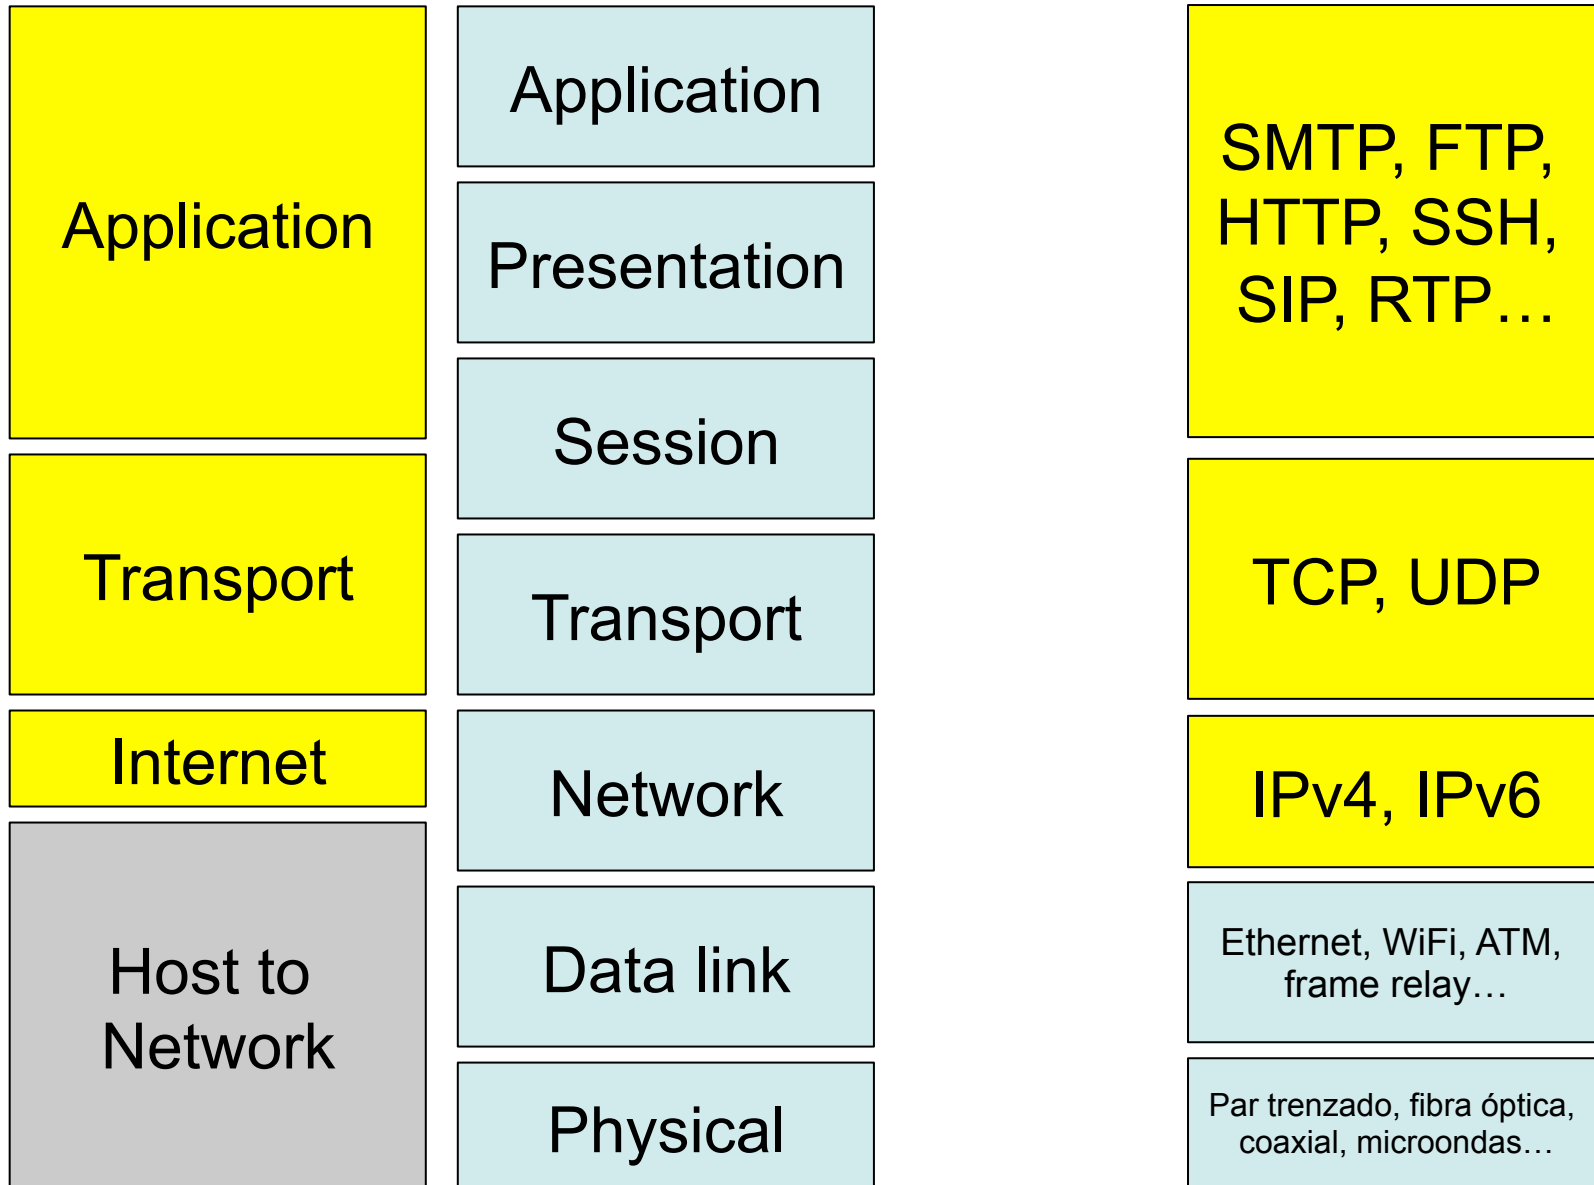 Application
Transport
Internet
Host to
Network
Application
Presentation
Session
Transport
Network
Data link
Physical
SMTP, FTP,
HTTP, SSH,
SIP, RTP…
TCP, UDP
IPv4, IPv6
Ethernet, WiFi, ATM,
frame relay…
Par trenzado, fibra óptica,
coaxial, microondas…